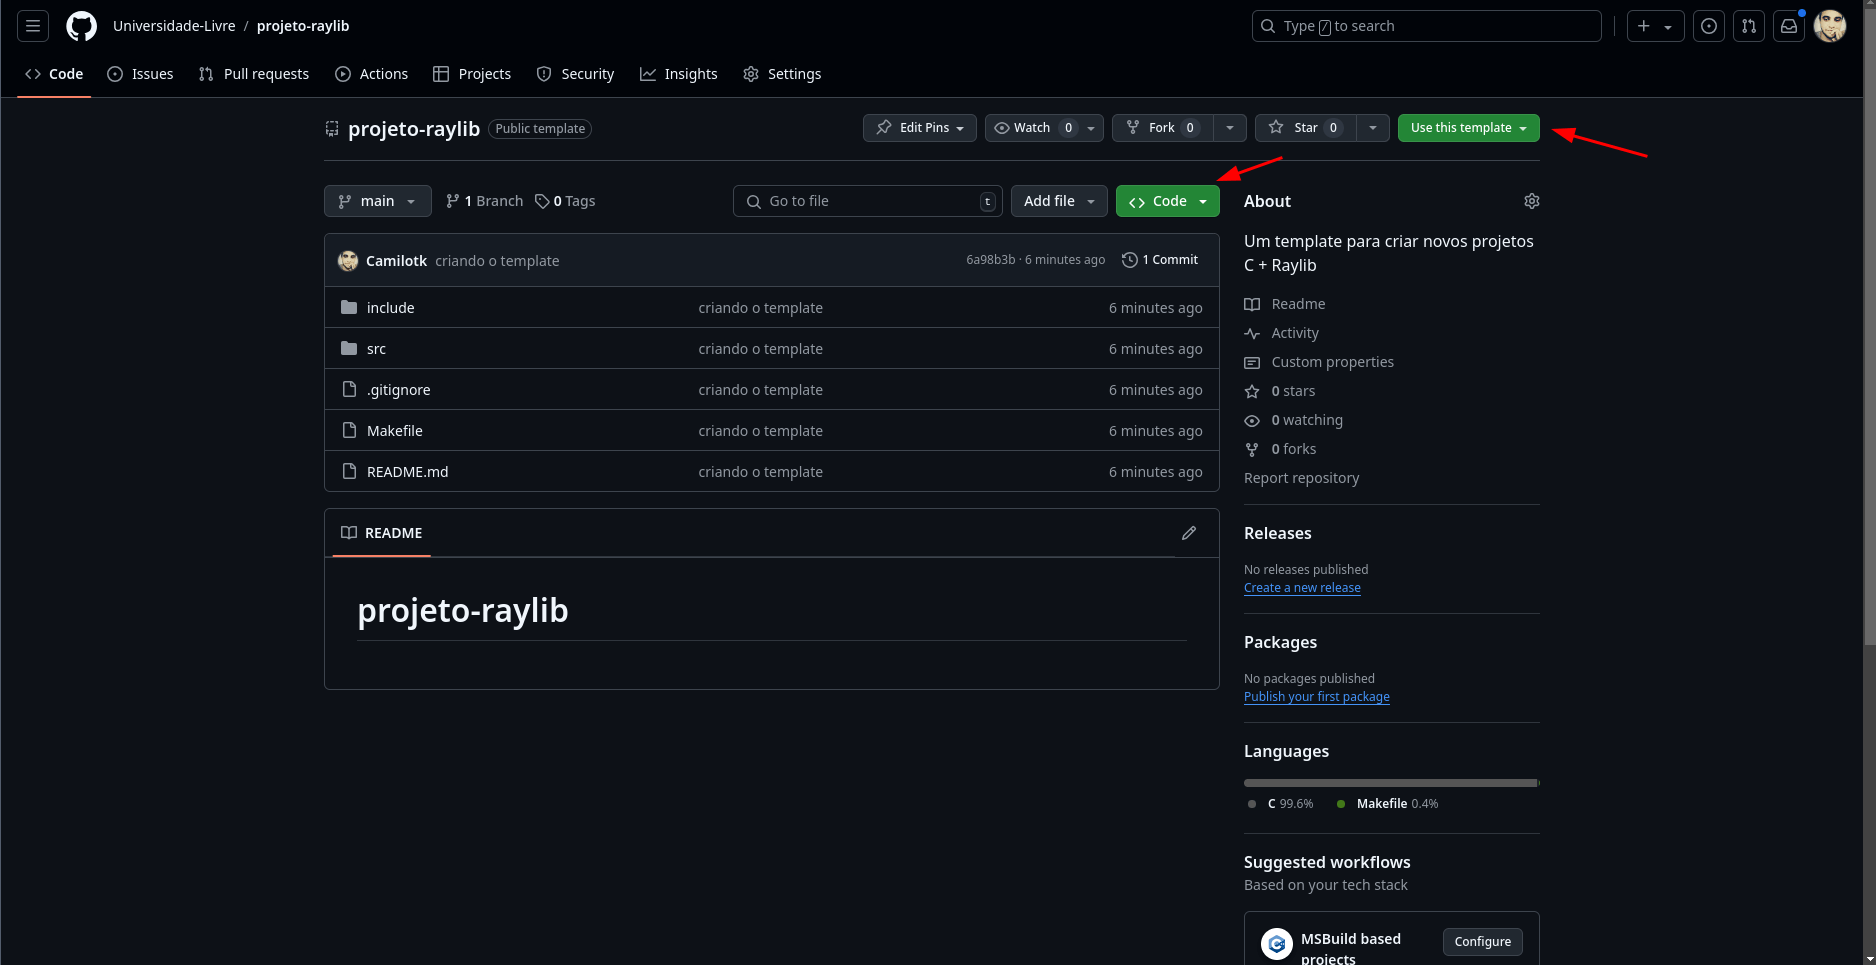 Universidade-Livre / projeto-raylib
Type / to search
Code Issues Pull requests Actions Projects Security Insights Settings
projeto-raylib Public template
Edit Pins Watch 0 Fork 0 Star 0 Use this template
main 1 Branch 0 Tags
Go to file t Add file Code
Camilotk criando o template 6a98b3b · 6 minutes ago 1 Commit
include criando o template 6 minutes ago
src criando o template 6 minutes ago
.gitignore criando o template 6 minutes ago
Makefile criando o template 6 minutes ago
README.md criando o template 6 minutes ago
README
projeto-raylib
About
Um template para criar novos projetos
C + Raylib
Readme
Activity
Custom properties
0 stars
0 watching
0 forks
Report repository
Releases
No releases published
Create a new release
Packages
No packages published
Publish your first package
Languages
C 99.6% Makefile 0.4%
Suggested workflows
Based on your tech stack
MSBuild based
projects
Configure